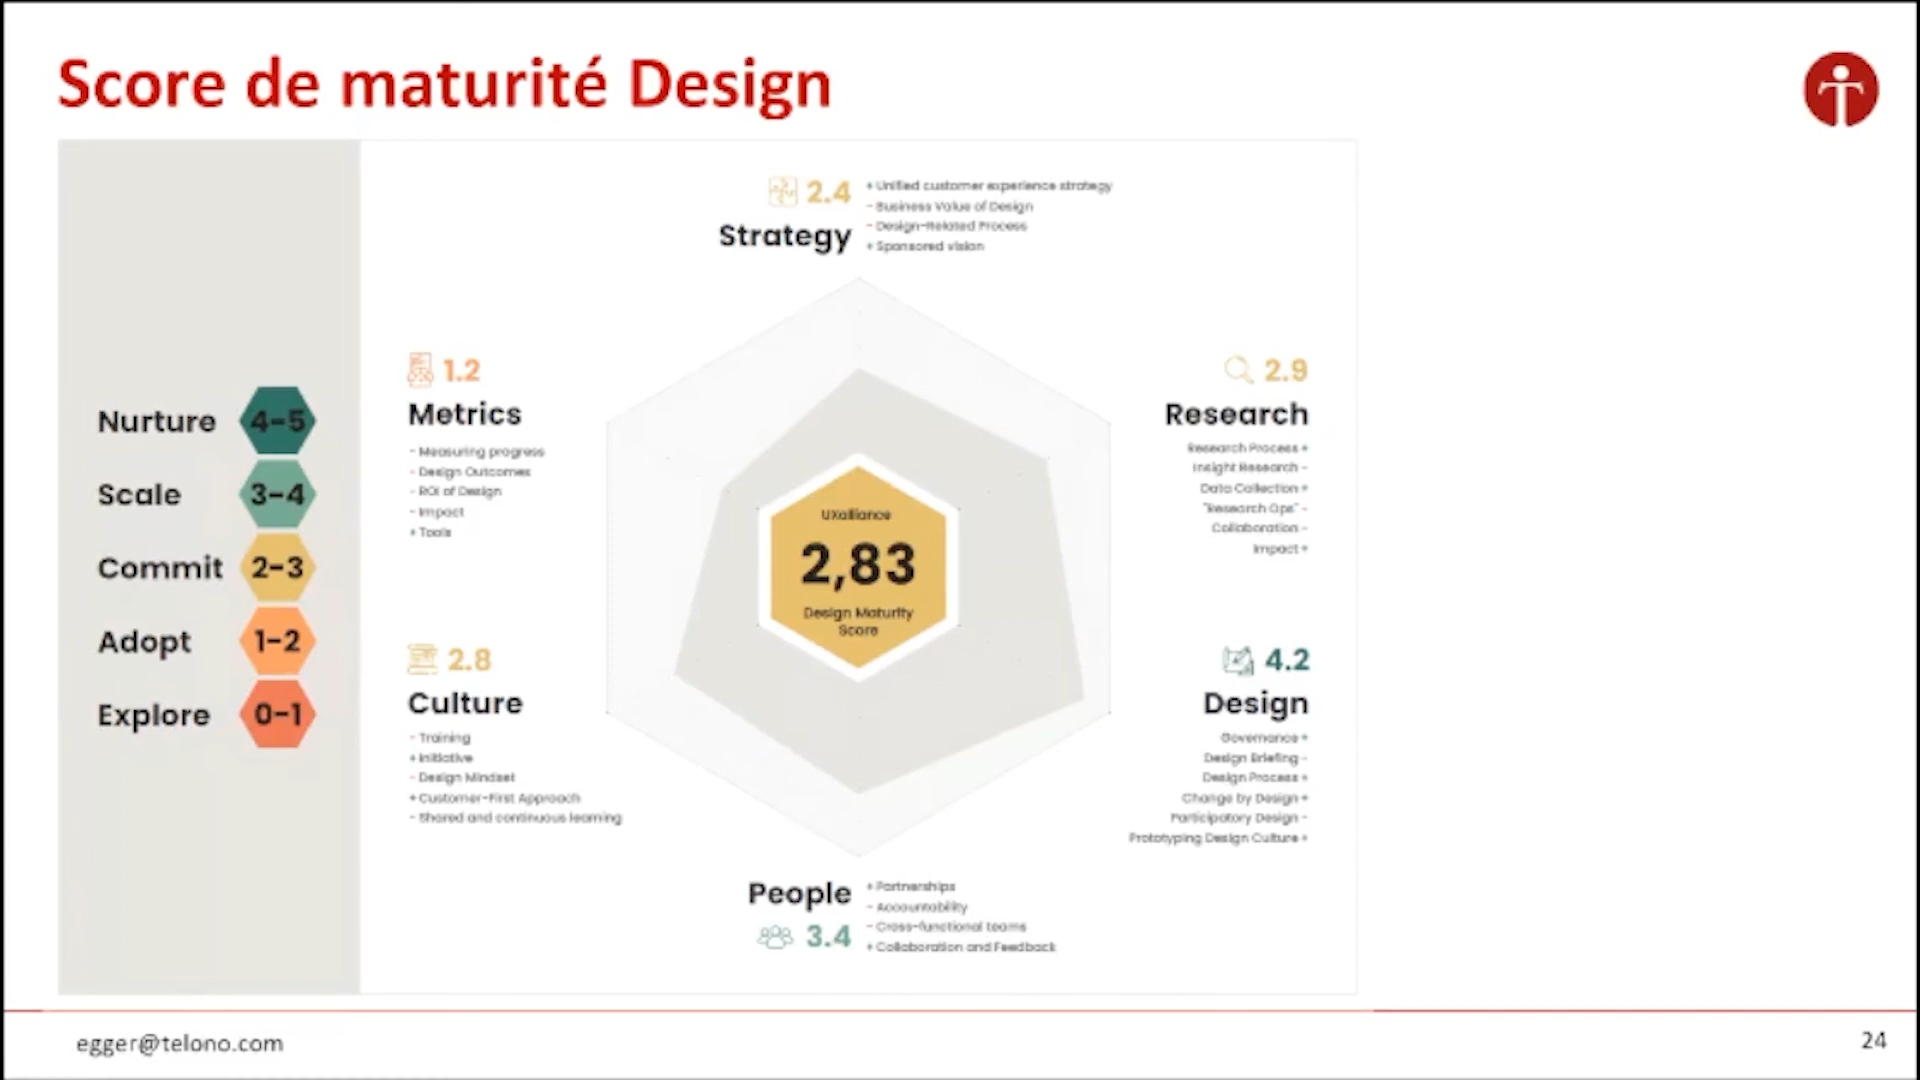 Score de maturité Design
Nurture 4-5
Scale 3-4
Commit 2-3
Adopt 1-2
Explore 0-1
2.4
Strategy
+ Unified customer experience strategy
- Business Value of Design
- Design-Related Process
+ Sponsored vision
1.2
Metrics
- Measuring progress
- Design Outcomes
- ROI of Design
- Impact
+ Tools
2.9
Research
Research Process +
Insight Research -
Data Collection +
"Research Ops" -
Collaboration -
Impact +
UXalliance
2,83
Design Maturity
Score
2.8
Culture
- Training
+ Initiative
- Design Mindset
+ Customer-First Approach
- Shared and continuous learning
4.2
Design
Governance +
Design Briefing -
Design Process +
Change by Design +
Participatory Design -
Prototyping Design Culture +
People
3.4
+ Partnerships
- Accountability
- Cross-functional teams
+ Collaboration and Feedback
egger@telono.com
24